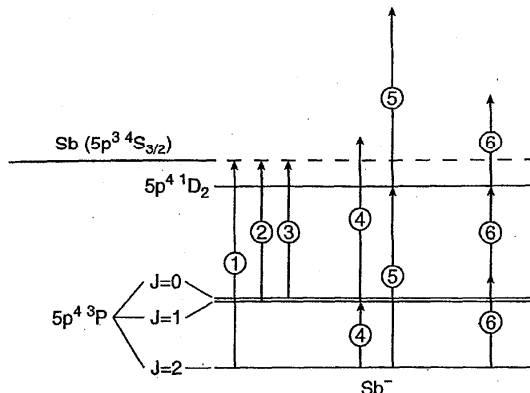 ⑤
⑥
Sb (5p³ ⁴S₃/₂)
5p⁴ ¹D₂
④
② ③
⑥
①
⑤
J=0
④
⑥
5p⁴ ³P
J=1
J=2
Sb⁻